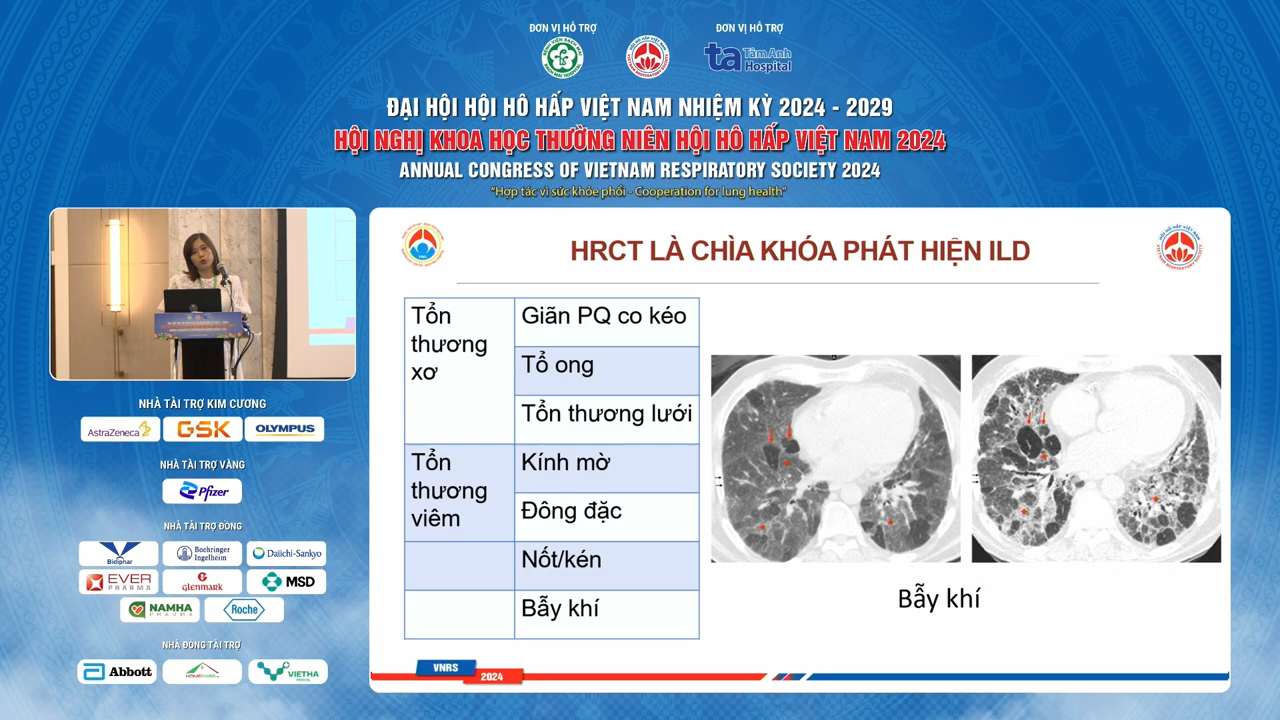 ĐƠN VỊ HỖ TRỢ
ĐƠN VỊ HỖ TRỢ
ta TâmAnh Hospital
ĐẠI HỘI HỘI HÔ HẤP VIỆT NAM NHIỆM KỲ 2024 - 2029
HỘI NGHỊ KHOA HỌC THƯỜNG NIÊN HỘI HÔ HẤP VIỆT NAM 2024
ANNUAL CONGRESS OF VIETNAM RESPIRATORY SOCIETY 2024
“Hợp tác vì sức khỏe phổi - Cooperation for lung health”
NHÀ TÀI TRỢ KIM CƯƠNG
AstraZeneca
GSK
OLYMPUS
NHÀ TÀI TRỢ VÀNG
Pfizer
NHÀ TÀI TRỢ ĐỒNG
Bidiphar
Boehringer Ingelheim
Daiichi-Sankyo
EVER PHARMA
GLENMARK
MSD
NAMHA PHARMA
Roche
NHÀ ĐỒNG TÀI TRỢ
Abbott
VIETHA
HRCT LÀ CHÌA KHÓA PHÁT HIỆN ILD
Tổn thương xơ
Giãn PQ co kéo
Tổ ong
Tổn thương lưới
Tổn thương viêm
Kính mờ
Đông đặc
Nốt/kén
Bẫy khí
Bẫy khí
VNRS
2024